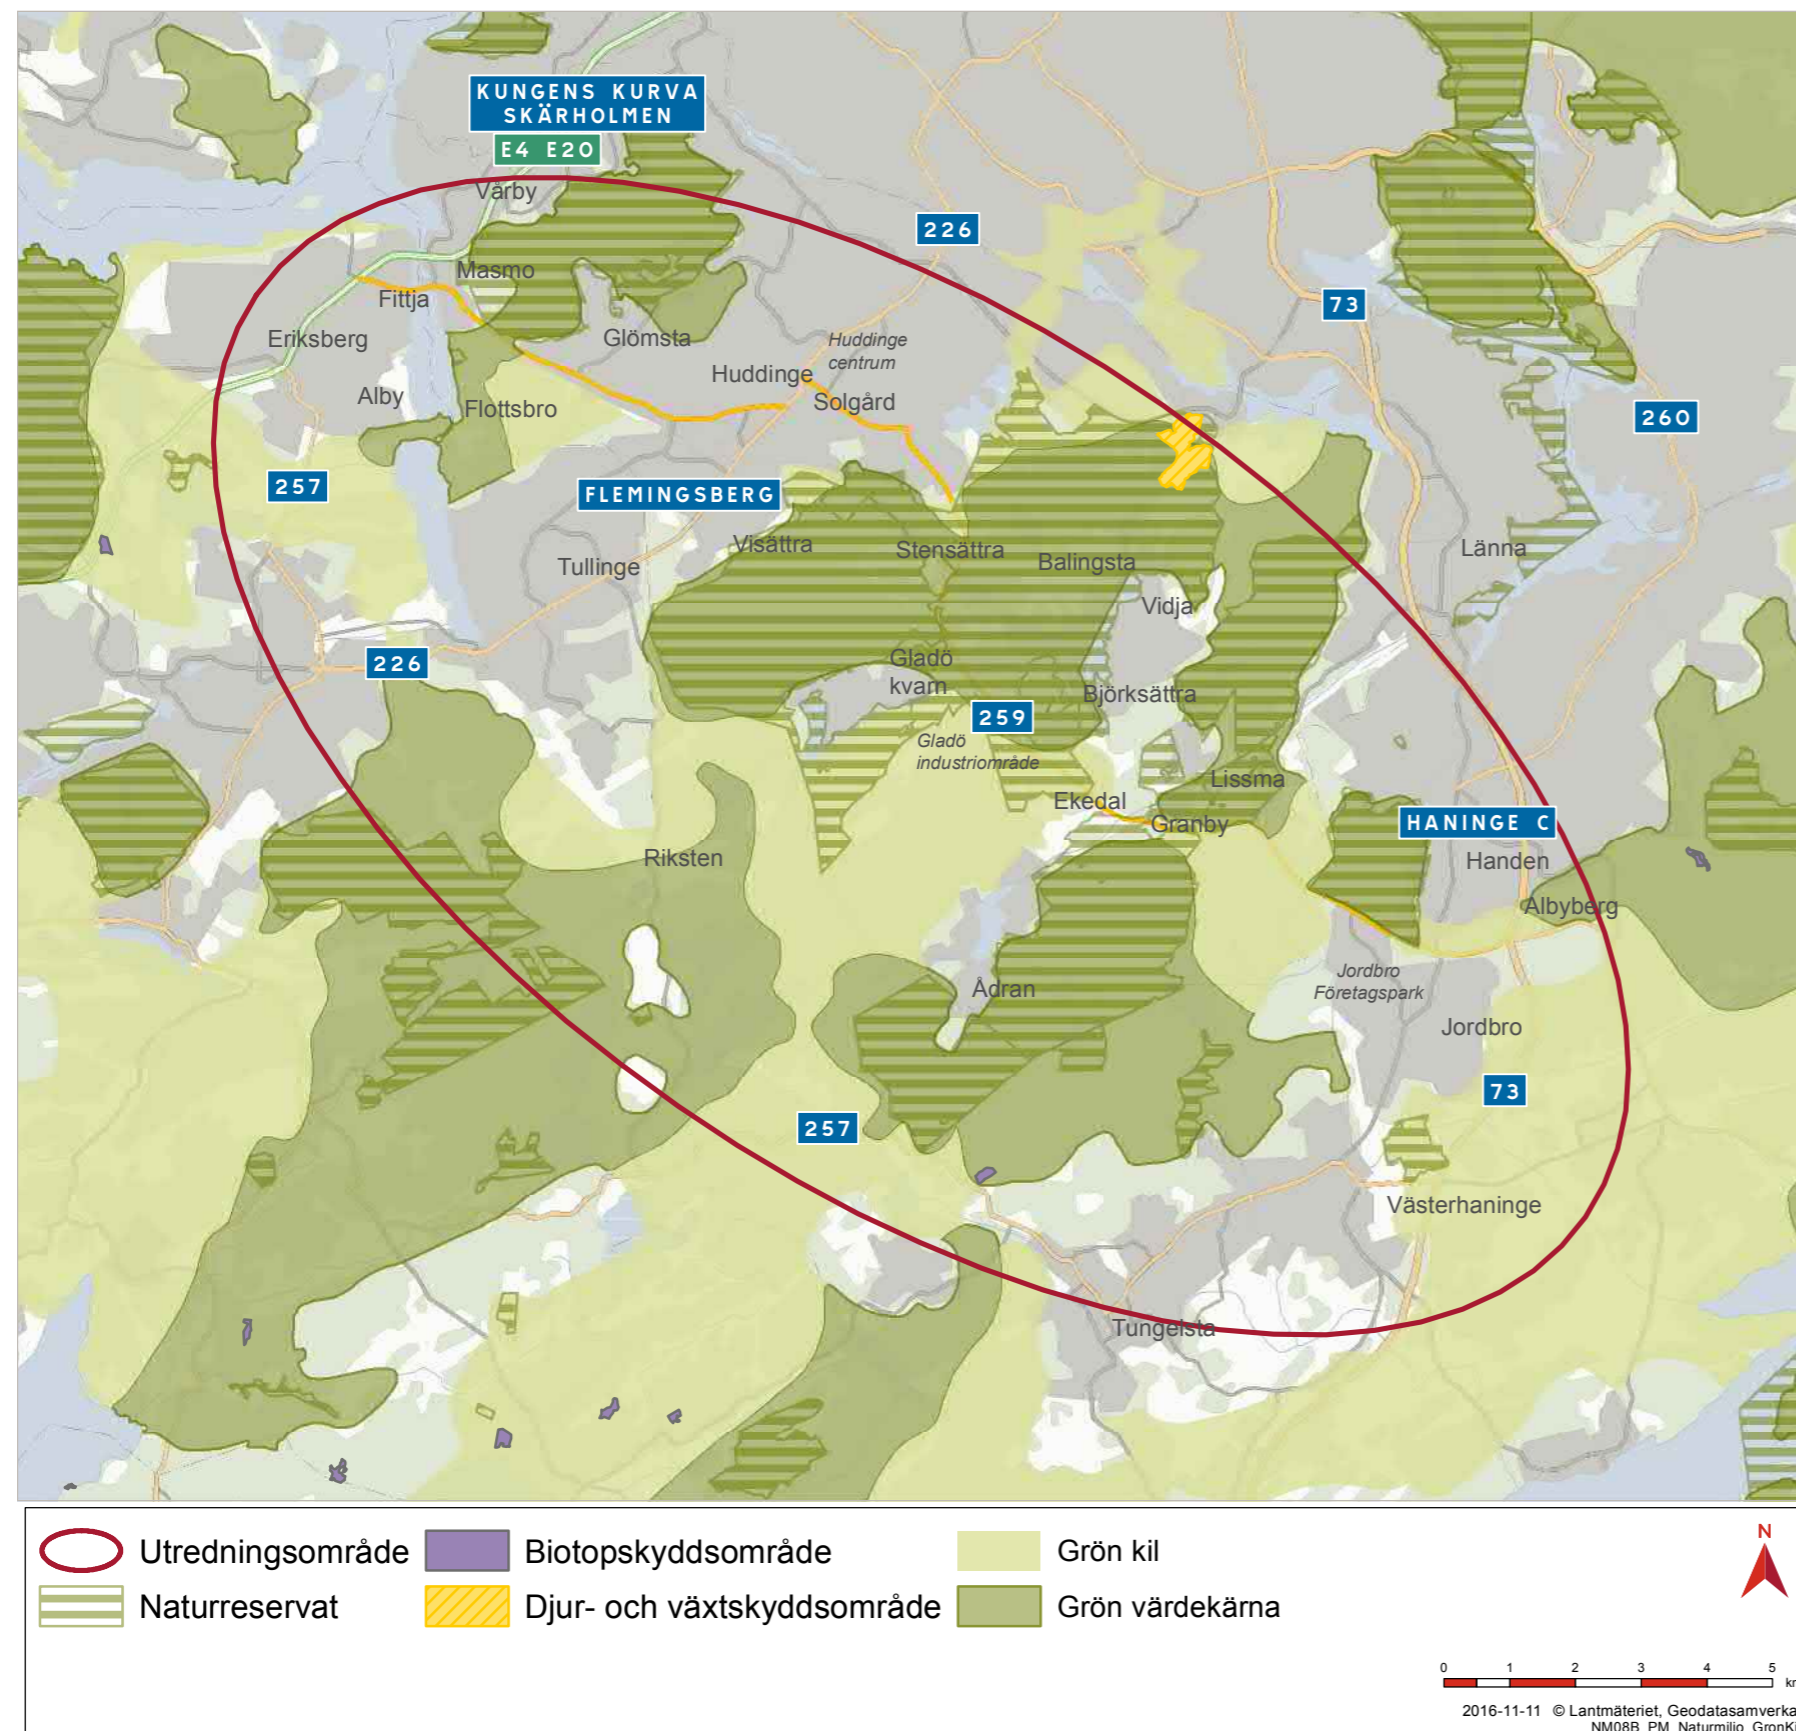 KUNGENS KURVA
SKÄRHOLMEN
E4 E20
Vårby
226
Masmo
Fittja
73
Eriksberg
Glömsta
Huddinge
centrum
Huddinge
Alby
Flottsbro
Solgård
260
257
FLEMINGSBERG
Visättra
Stensättra
Balingsta
Länna
Tullinge
Vidja
226
Gladö
kvarn
Björksättra
259
Gladö
industriområde
Lissma
Ekedal
Granby
HANINGE C
Riksten
Handen
Albyberg
Ådran
Jordbro
Företagspark
Jordbro
73
257
Västerhaninge
Tungelsta
Utredningsområde
Biotopskyddsområde
Grön kil
Naturreservat
Djur- och växtskyddsområde
Grön värdekärna
N
0 1 2 3 4 5
2016-11-11 © Lantmäteriet, Geodatasamverka
NM08B_PM_Naturmiljo_GronKi